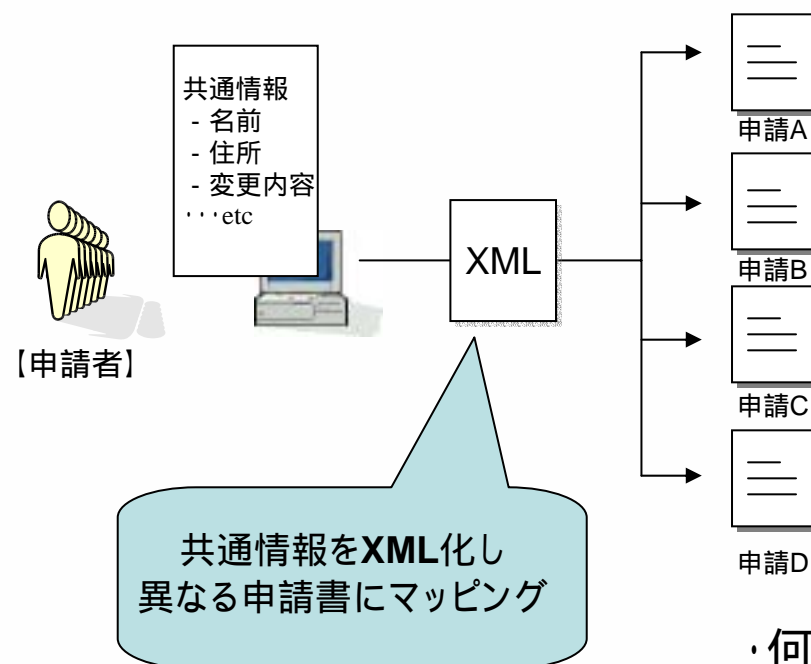 共通情報
- 名前
- 住所
- 変更内容
･･･etc
【申請者】
XML
申請A
申請B
申請C
申請D
共通情報をXML化し
異なる申請書にマッピング
･何